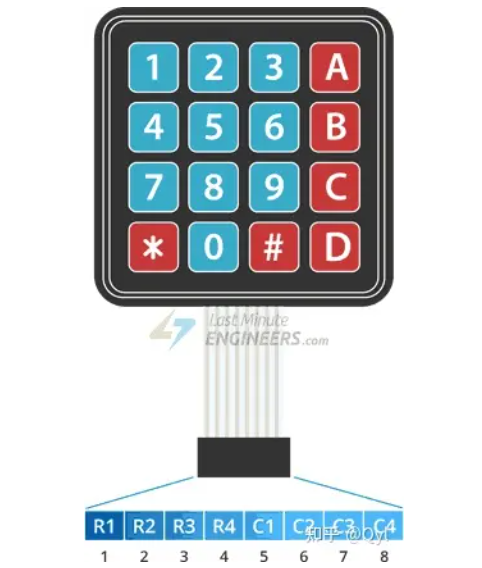 1 2 3 A
4 5 6 B
7 8 9 C
* 0 # D
Last Minute
ENGINEERS.com
R1 R2 R3 R4 C1 C2 C3 C4
知乎 @Qyt
1 2 3 4 5 6 7 8